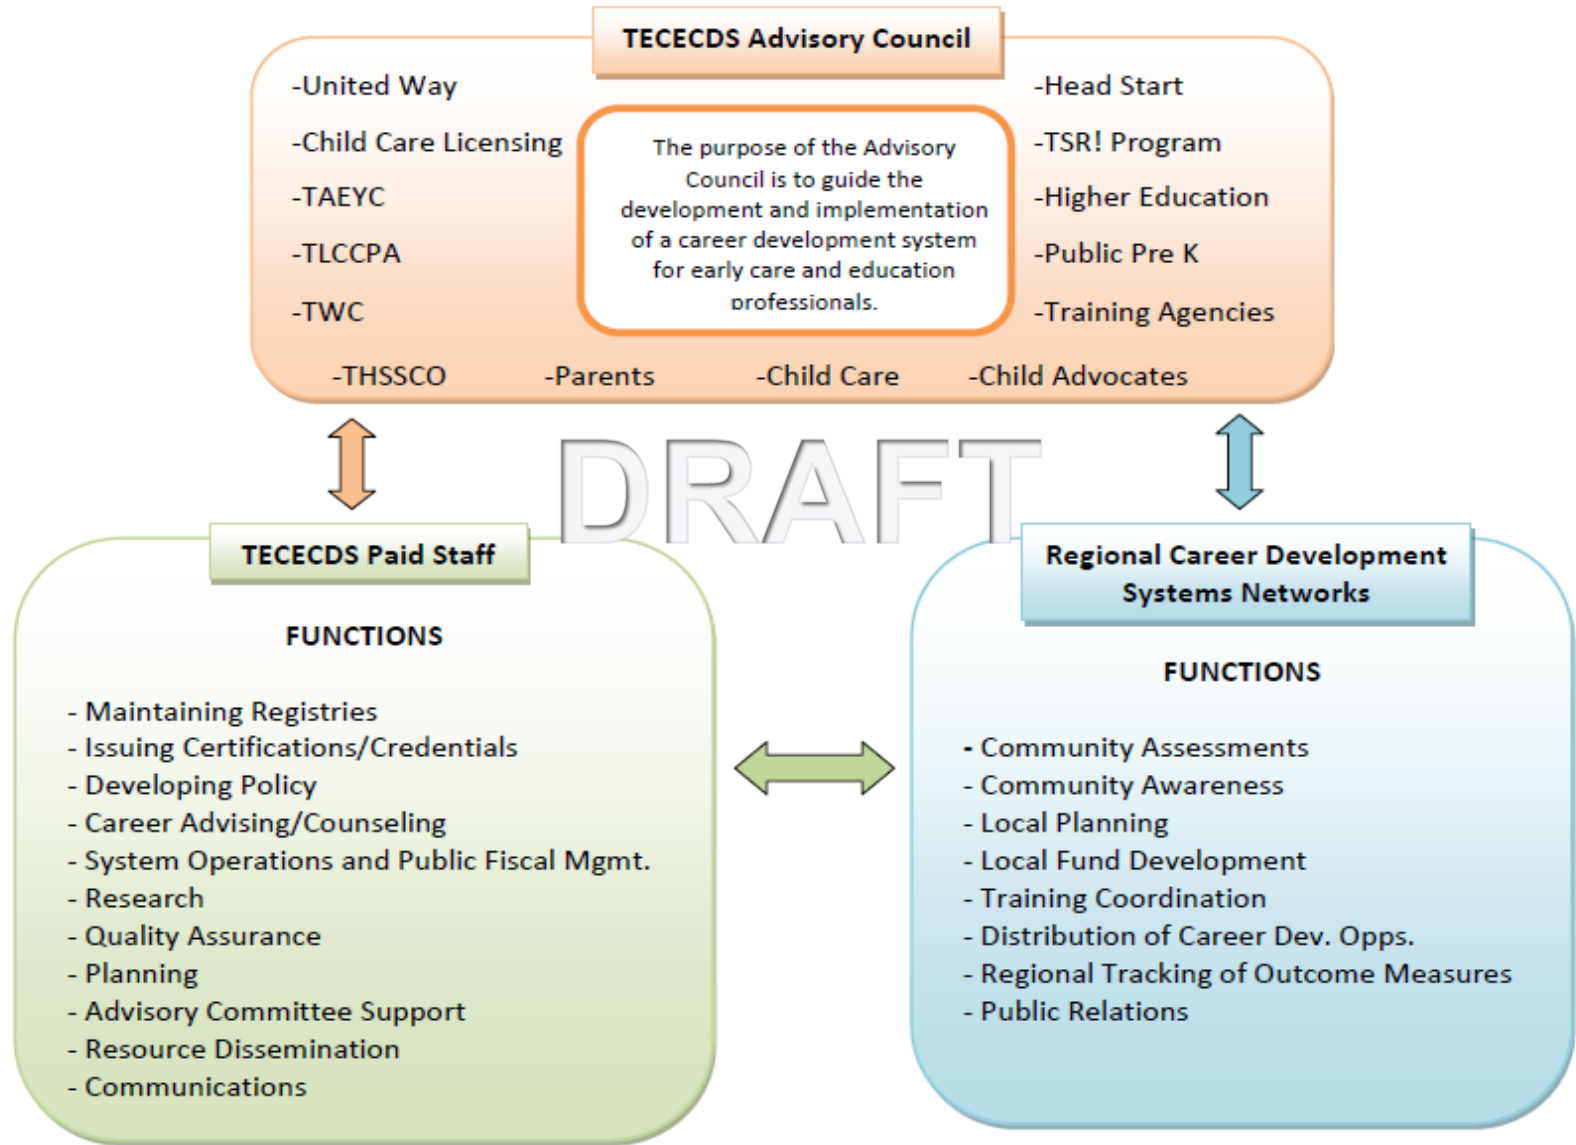 TECECDS Advisory Council
-United Way
-Child Care Licensing
-TAEYC
-TLCCPA
-TWC
The purpose of the Advisory
Council is to guide the
development and implementation
of a career development system
for early care and education
professionals.
-Head Start
-TSR! Program
-Higher Education
-Public Pre K
-Training Agencies
-THSSCO -Parents -Child Care -Child Advocates
DRAFT
TECECDS Paid Staff
FUNCTIONS
- Maintaining Registries
- Issuing Certifications/Credentials
- Developing Policy
- Career Advising/Counseling
- System Operations and Public Fiscal Mgmt.
- Research
- Quality Assurance
- Planning
- Advisory Committee Support
- Resource Dissemination
- Communications
Regional Career Development
Systems Networks
FUNCTIONS
- Community Assessments
- Community Awareness
- Local Planning
- Local Fund Development
- Training Coordination
- Distribution of Career Dev. Opps.
- Regional Tracking of Outcome Measures
- Public Relations